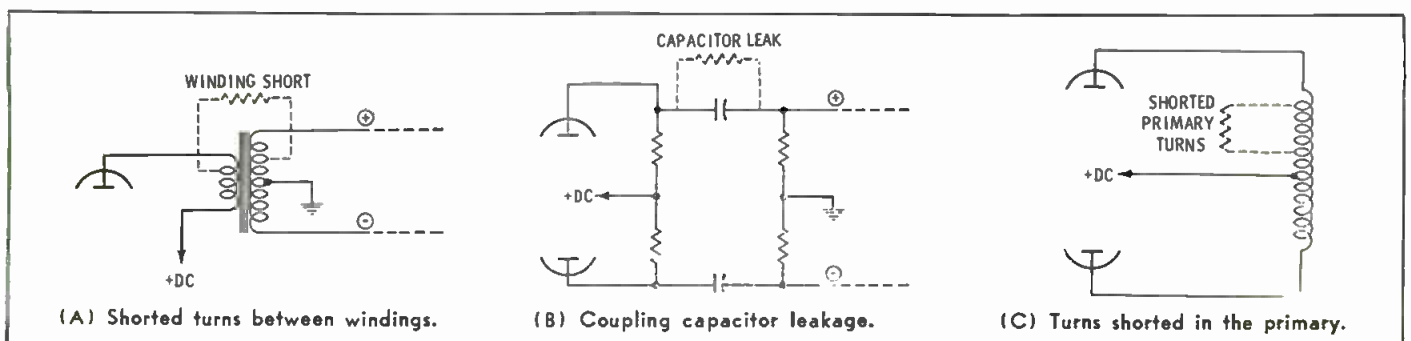 WINDING SHORT
⊕
+DC
⊖
(A) Shorted turns between windings.
CAPACITOR LEAK
⊕
+DC
⊖
(B) Coupling capacitor leakage.
SHORTED
PRIMARY
TURNS
+DC
(C) Turns shorted in the primary.